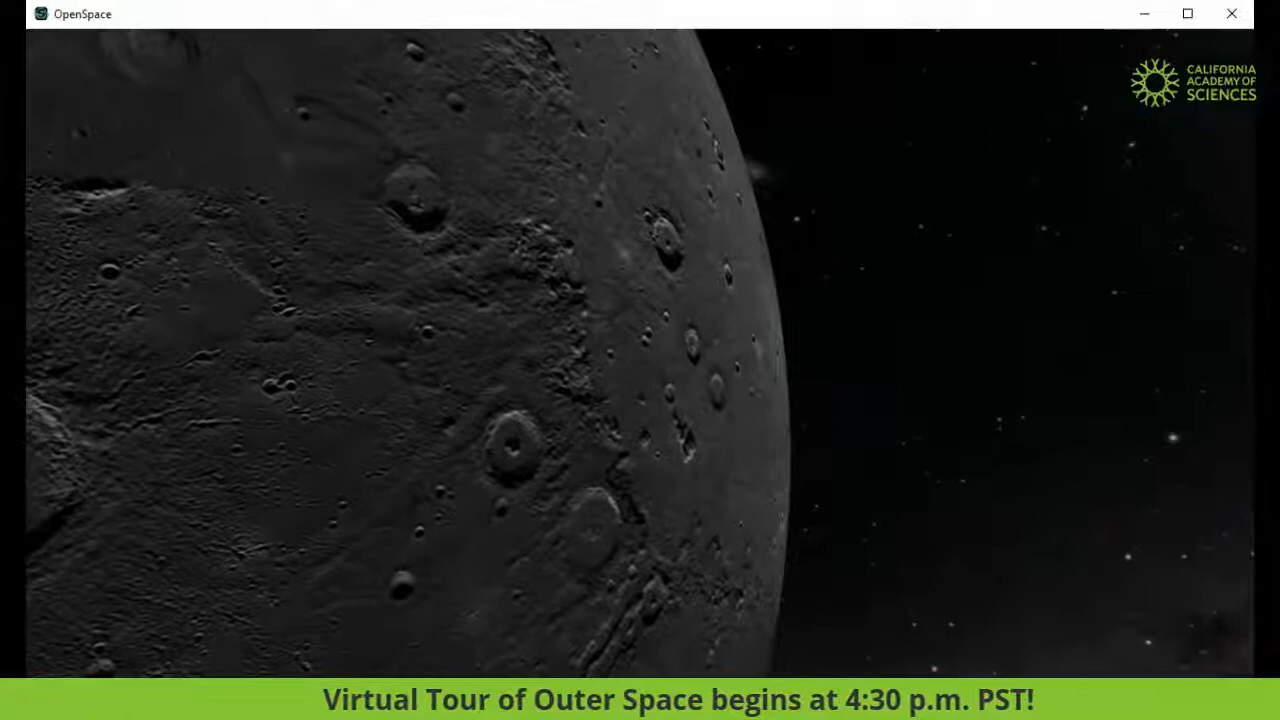 OpenSpace
CALIFORNIA
ACADEMY OF
SCIENCES
Virtual Tour of Outer Space begins at 4:30 p.m. PST!